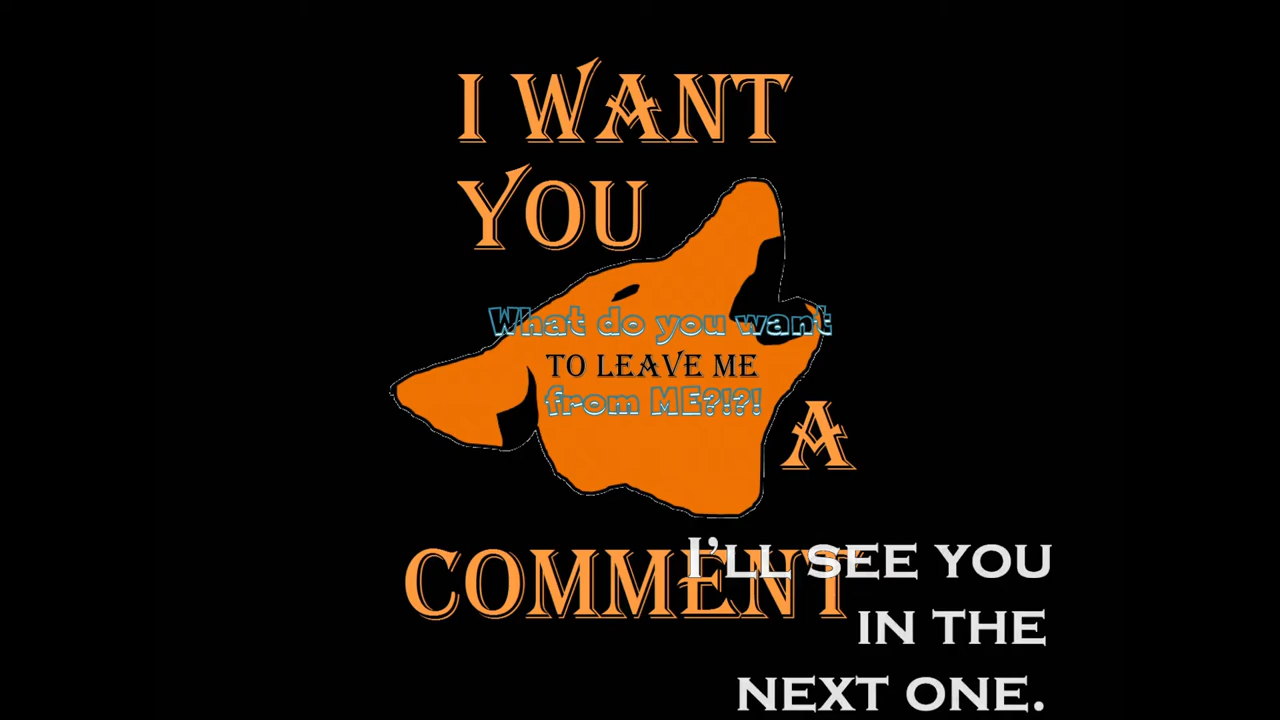 I WANT
YOU
What do you want
TO LEAVE ME
from ME?!?!
A
COMMENT
I'LL SEE YOU
IN THE
NEXT ONE.